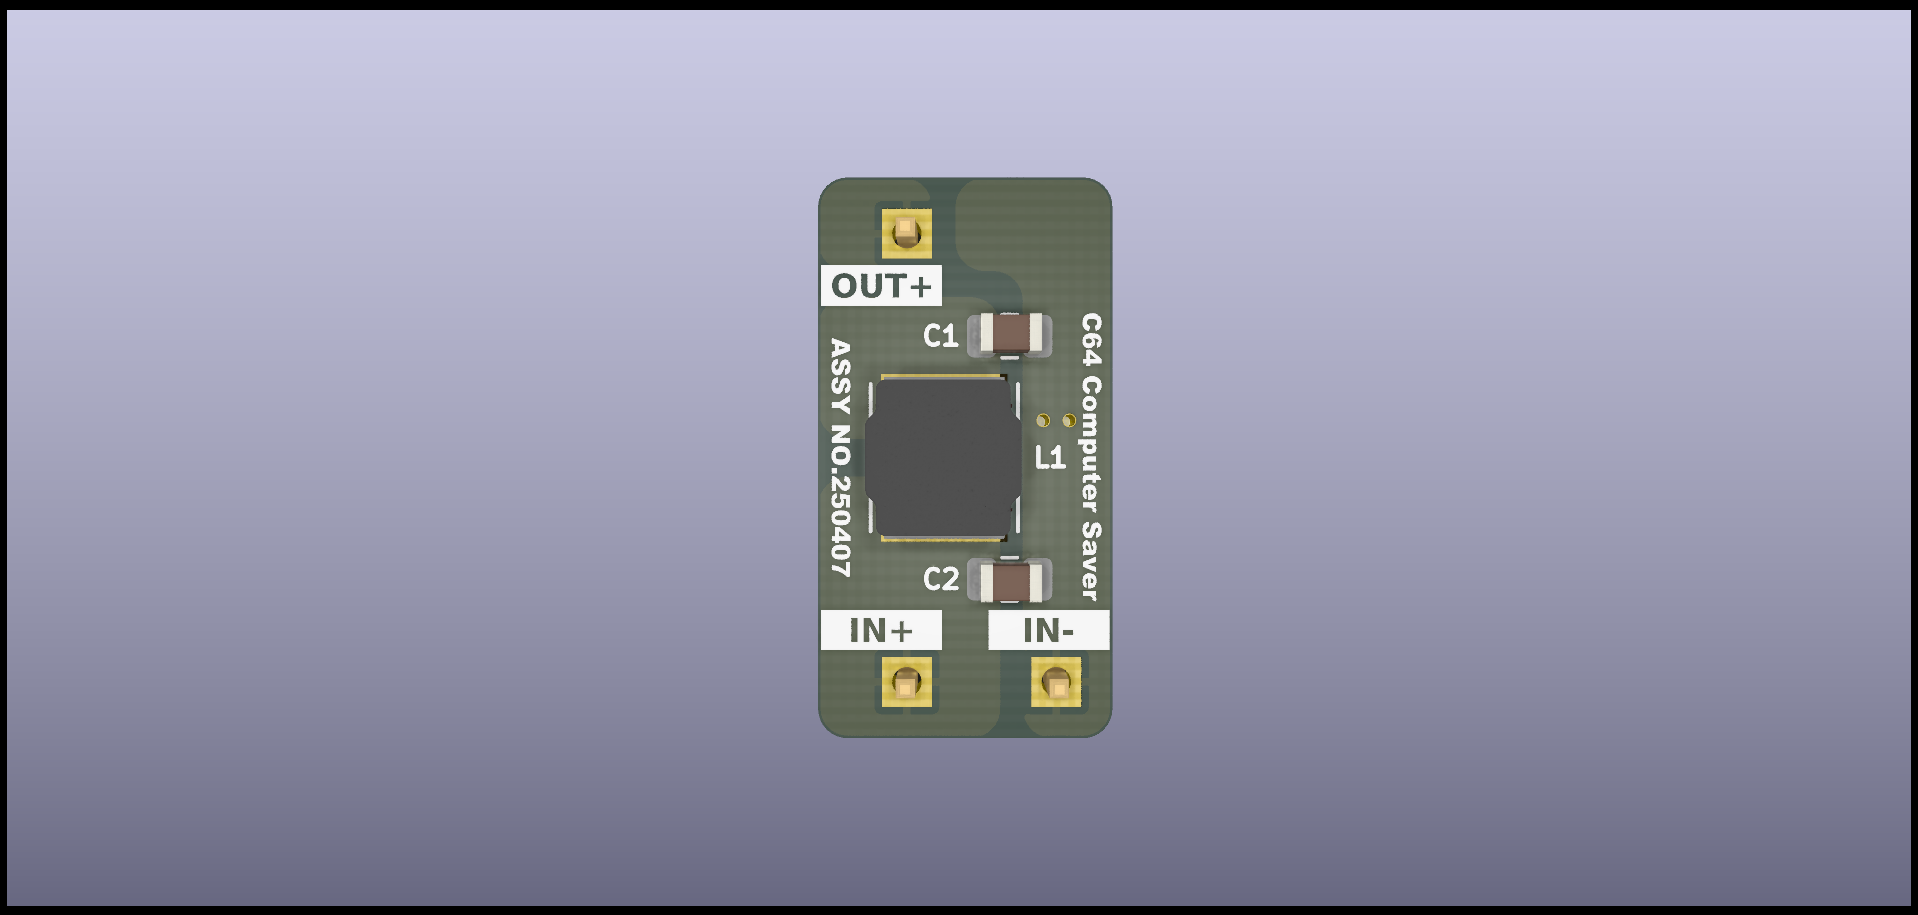 OUT+
C1
C64 Computer Saver
ASSY NO.250407
L1
C2
IN+
IN-